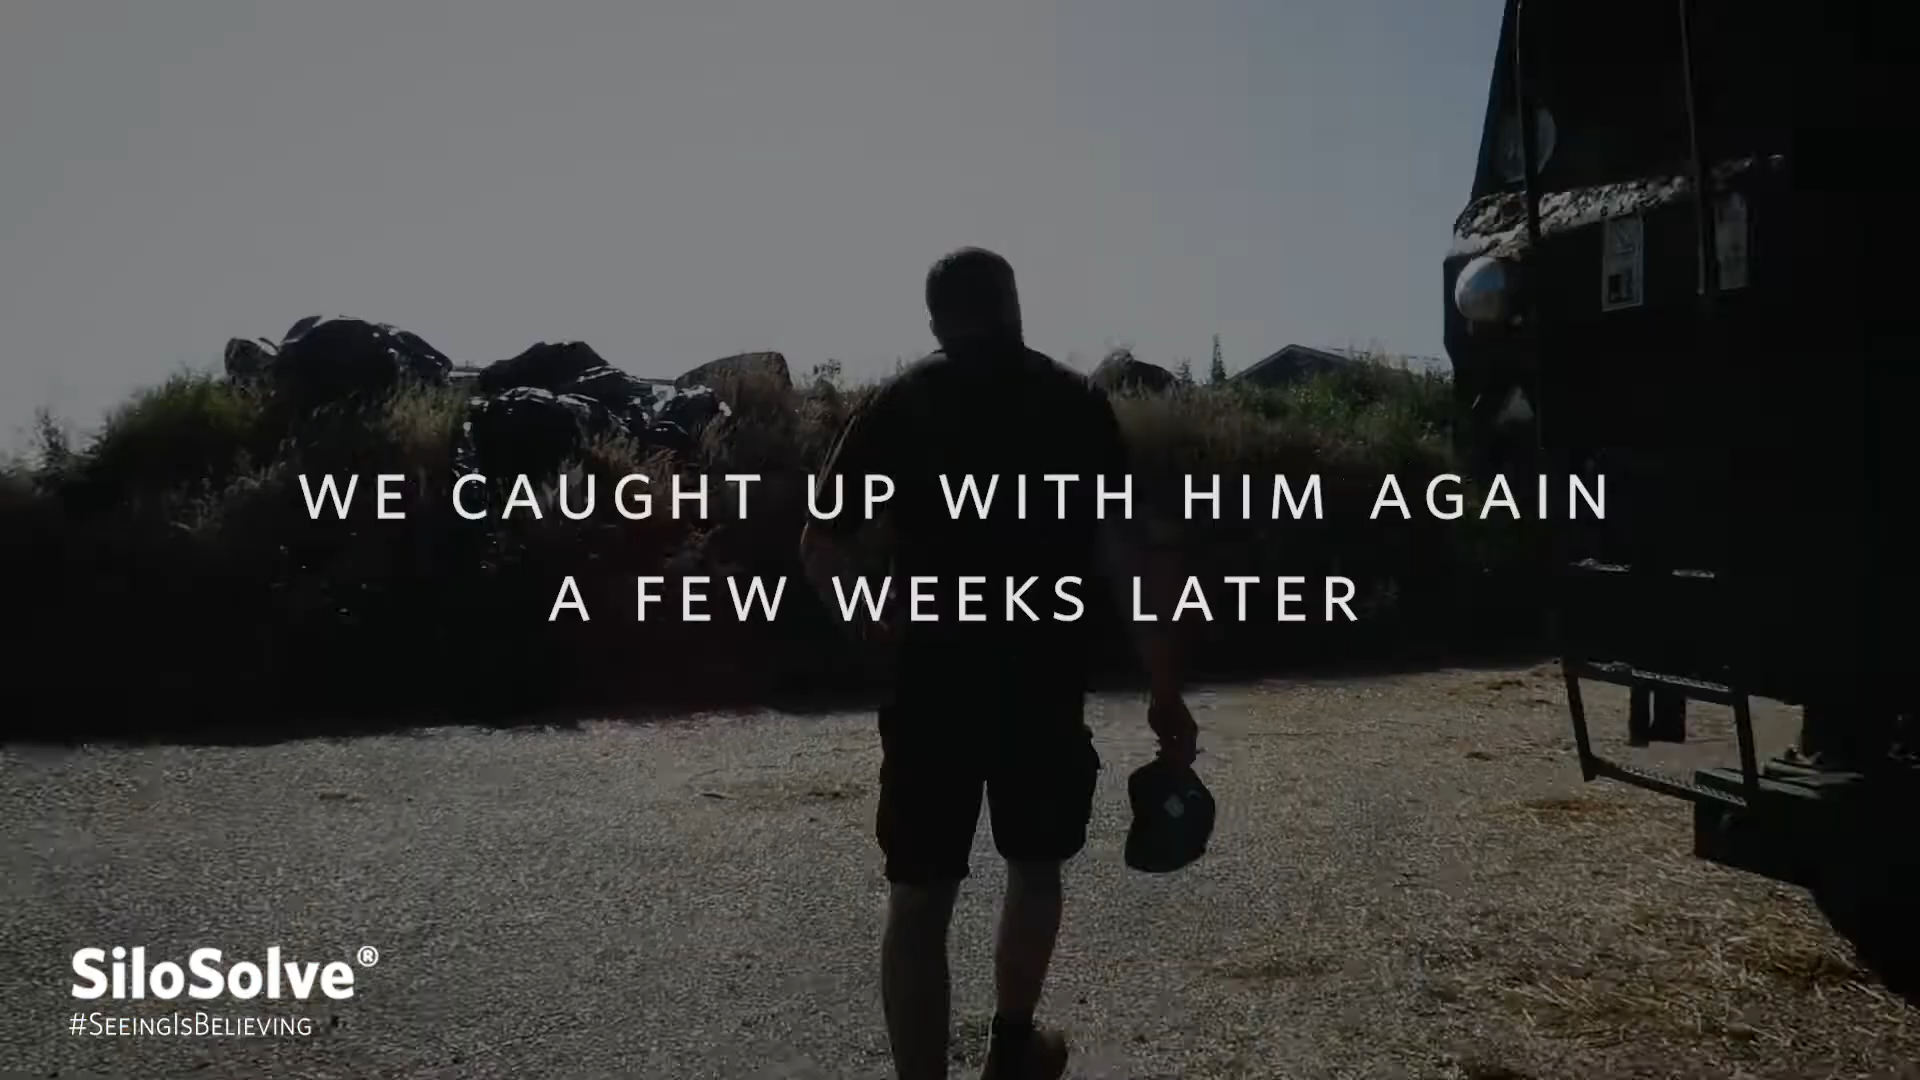 WE CAUGHT UP WITH HIM AGAIN
A FEW WEEKS LATER
SiloSolve®
#SEEINGISBELIEVING